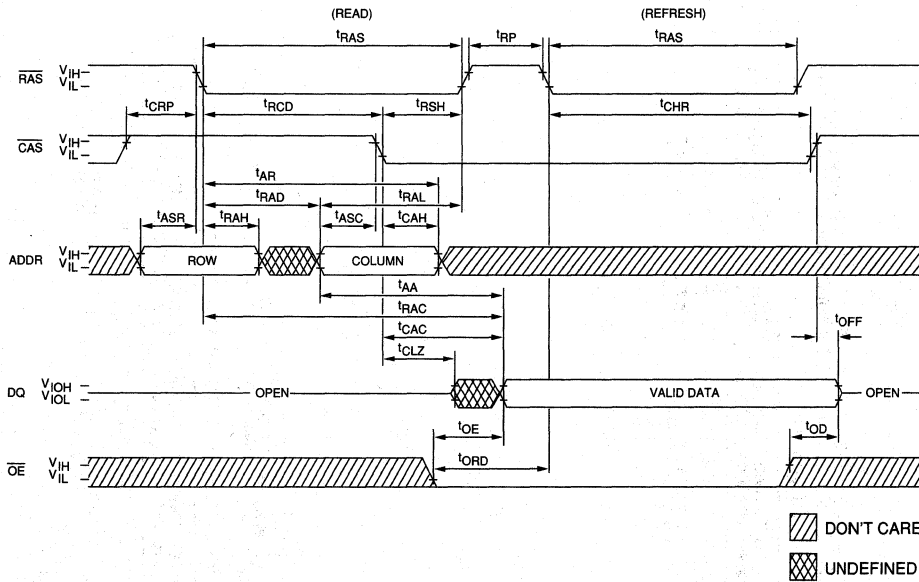 (READ)
(REFRESH)
tRAS
tRP
tRAS
RAS
VIH
VIL
tCRP
tRCD
tRSH
tCHR
CAS
VIH
VIL
tAR
tRAD
tRAL
tASR
tRAH
tASC
tCAH
ADDR
VIH
VIL
ROW
COLUMN
tAA
tRAC
tCAC
tOFF
tCLZ
DQ
VIOH
VIOL
OPEN
VALID DATA
OPEN
tOE
tOD
OE
VIH
VIL
tORD
DON'T CARE
UNDEFINED